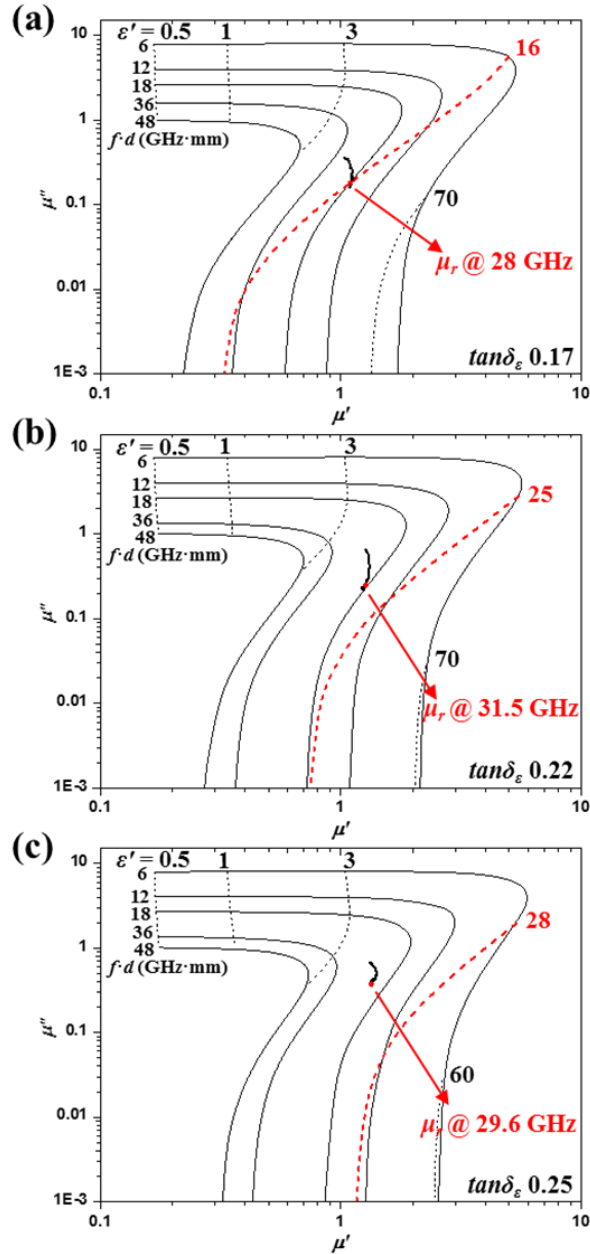 (a)
ε' = 0.5 1 3
10
6
12
18
36
48
f·d (GHz·mm)
16
1
μ''
0.1
70
μr @ 28 GHz
0.01
1E-3
tanδε 0.17
0.1 1 10
μ'
(b)
ε' = 0.5 1 3
10
6
12
18
36
48
f·d (GHz·mm)
25
1
μ''
0.1
70
0.01
μr @ 31.5 GHz
1E-3
tanδε 0.22
0.1 1 10
μ'
(c)
ε' = 0.5 1 3
10
6
12
18
36
48
f·d (GHz·mm)
28
1
μ''
0.1
60
0.01
μr @ 29.6 GHz
1E-3
tanδε 0.25
0.1 1 10
μ'